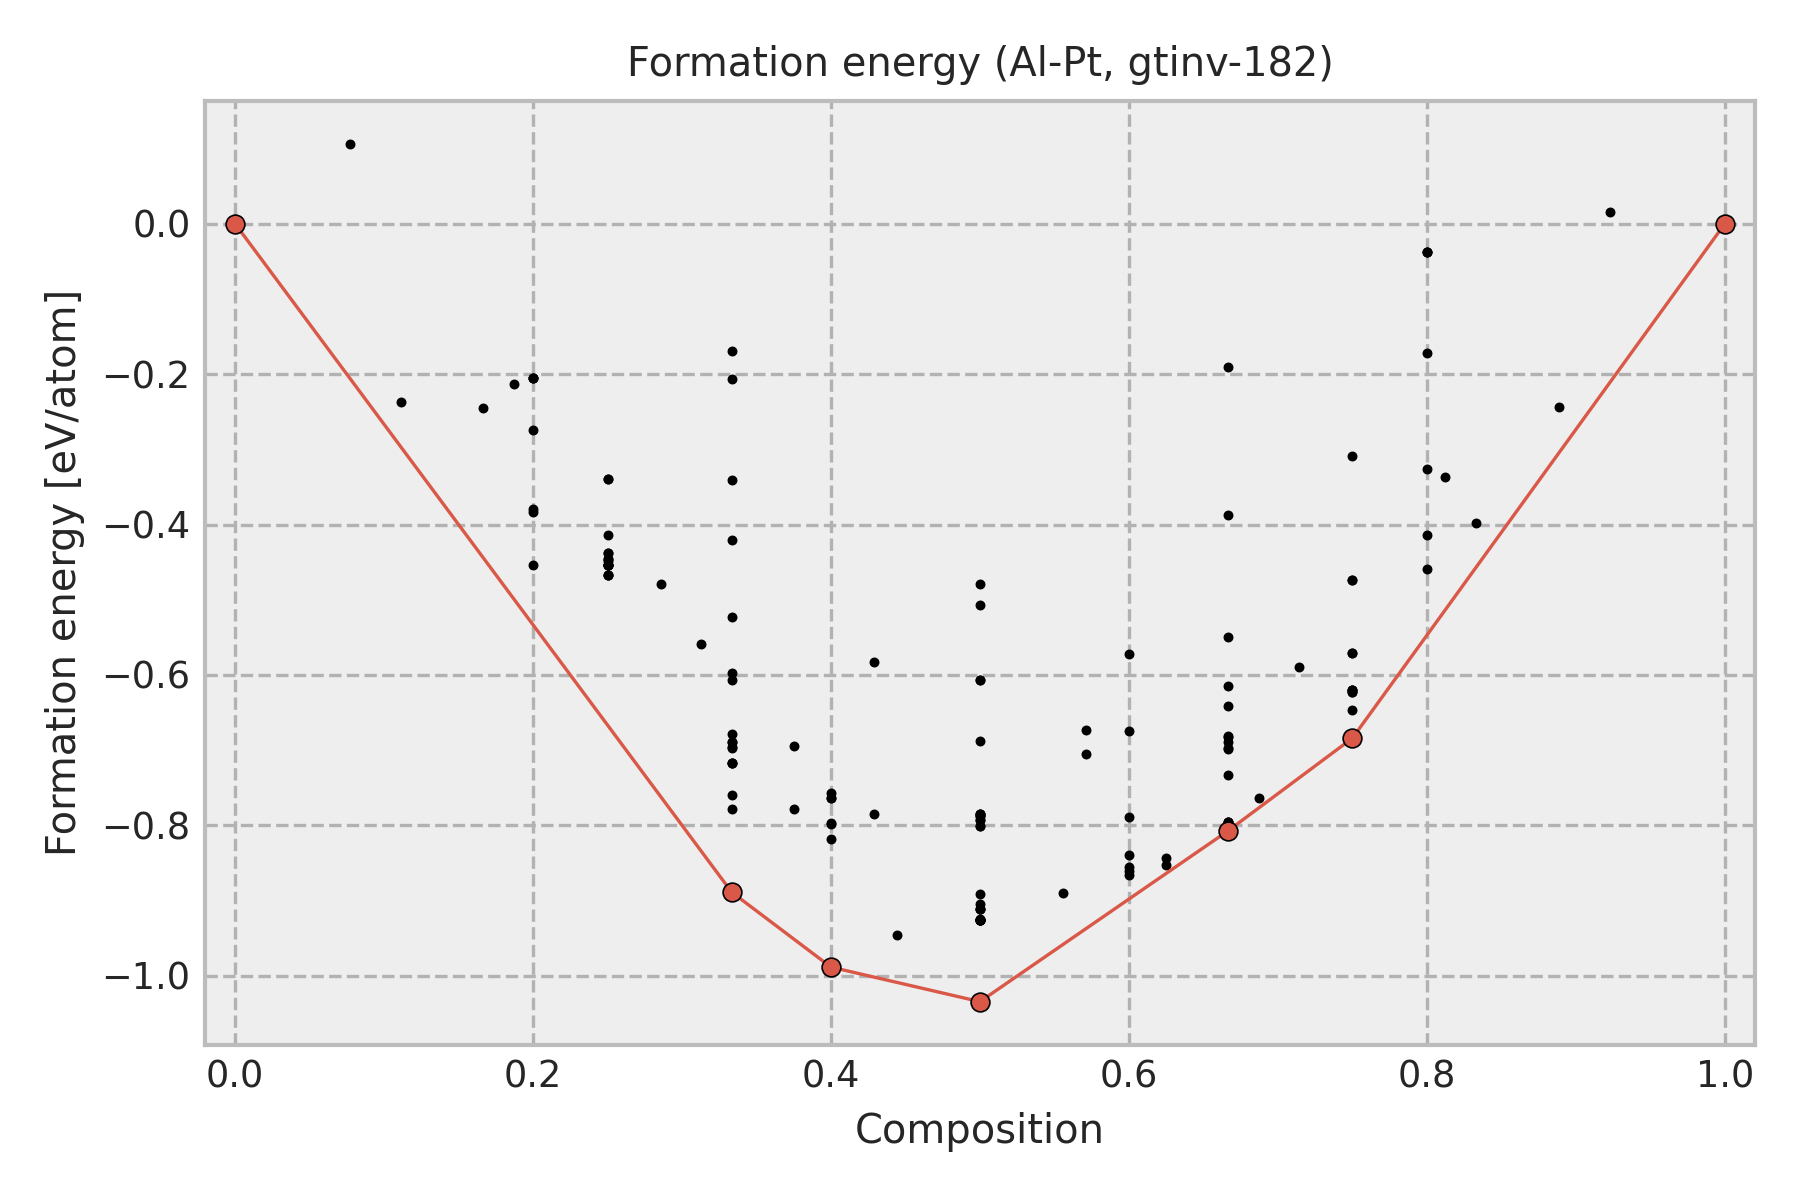 Formation energy (Al-Pt, gtinv-182)
Formation energy [eV/atom]
0.0
−0.2
−0.4
−0.6
−0.8
−1.0
0.0 0.2 0.4 0.6 0.8 1.0
Composition